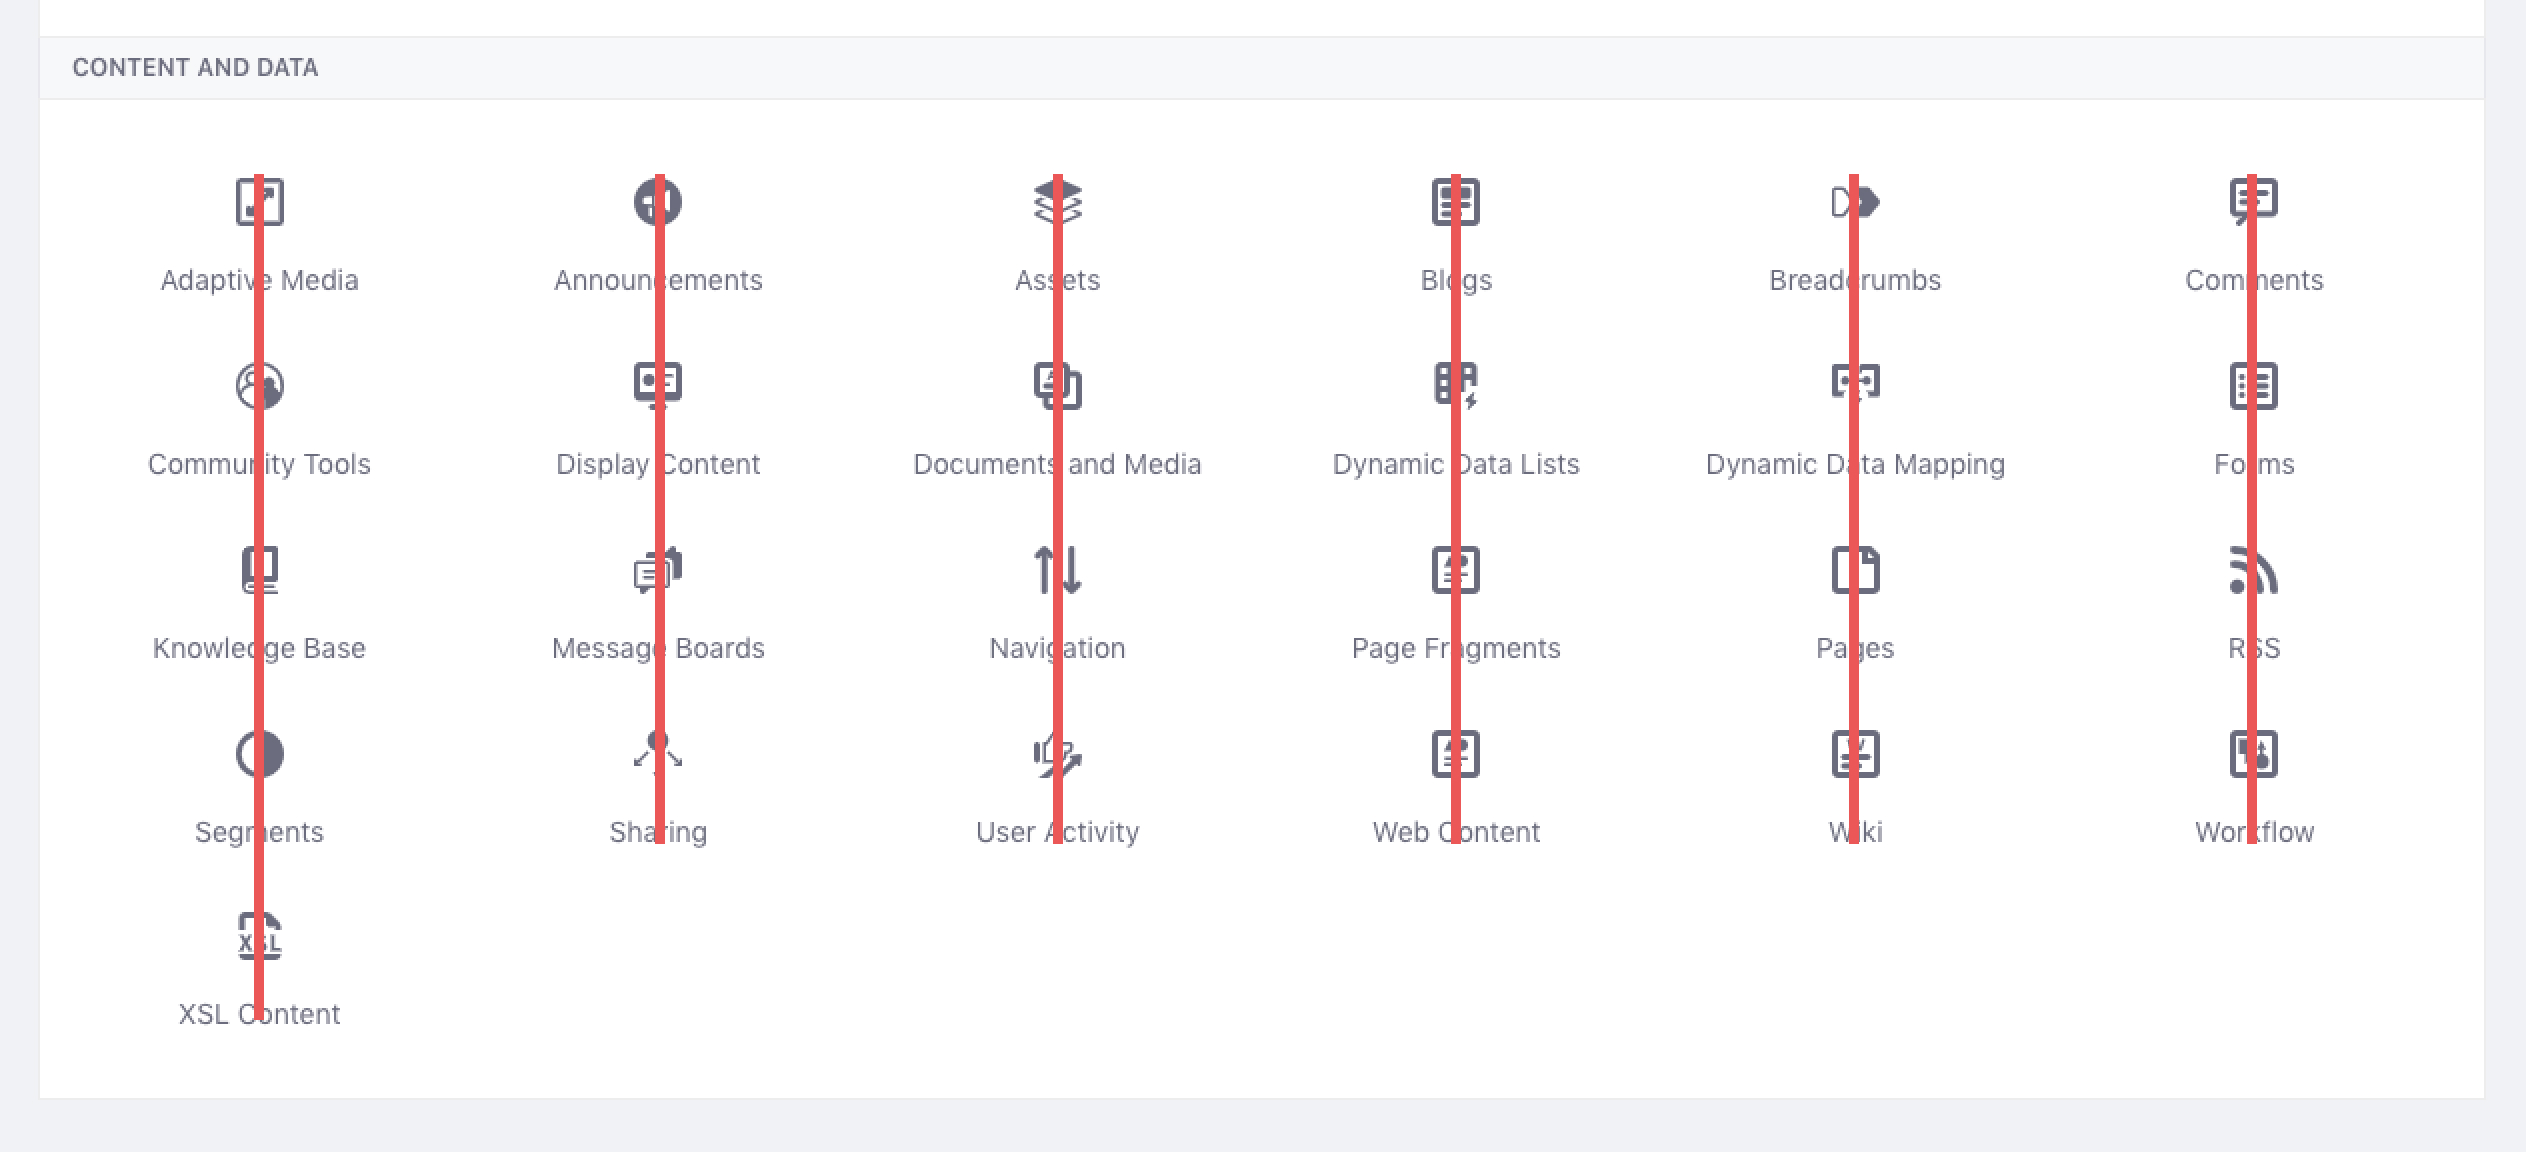 CONTENT AND DATA
Adaptive Media
Announcements
Assets
Blogs
Breadcrumbs
Comments
Community Tools
Display Content
Documents and Media
Dynamic Data Lists
Dynamic Data Mapping
Forms
Knowledge Base
Message Boards
Navigation
Page Fragments
Pages
RSS
Segments
Sharing
User Activity
Web Content
Wiki
Workflow
XSL
XSL Content